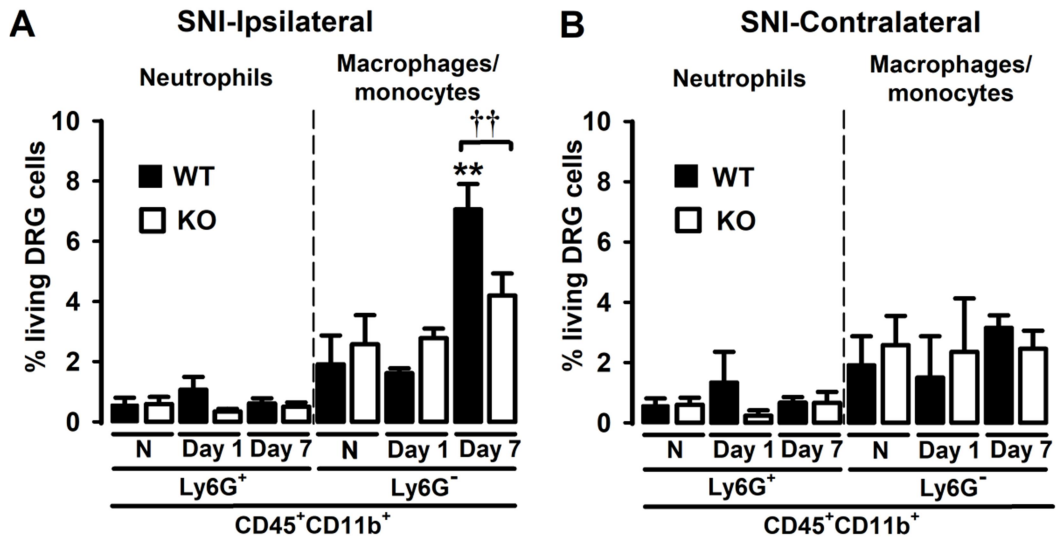 A
SNI-Ipsilateral
Neutrophils
Macrophages/
monocytes
% living DRG cells
10
8
6
4
2
0
WT
KO
††
**
N
Day 1
Day 7
N
Day 1
Day 7
Ly6G⁺
Ly6G⁻
CD45⁺CD11b⁺
B
SNI-Contralateral
Neutrophils
Macrophages/
monocytes
% living DRG cells
10
8
6
4
2
0
WT
KO
N
Day 1
Day 7
N
Day 1
Day 7
Ly6G⁺
Ly6G⁻
CD45⁺CD11b⁺